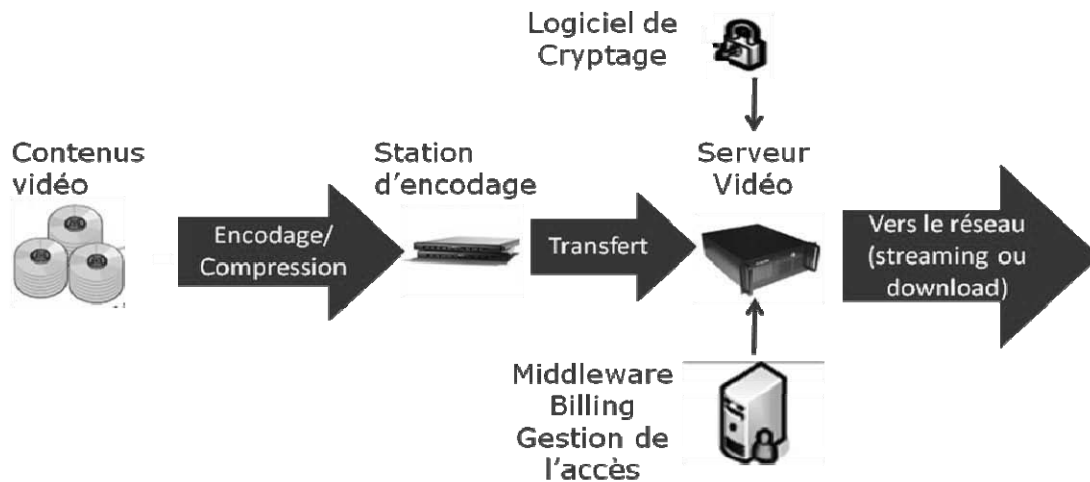 Logiciel de
Cryptage
Contenus
vidéo
Station
d'encodage
Serveur
Vidéo
Encodage/
Compression
Transfert
Vers le réseau
(streaming ou
download)
Middleware
Billing
Gestion de
l'accès